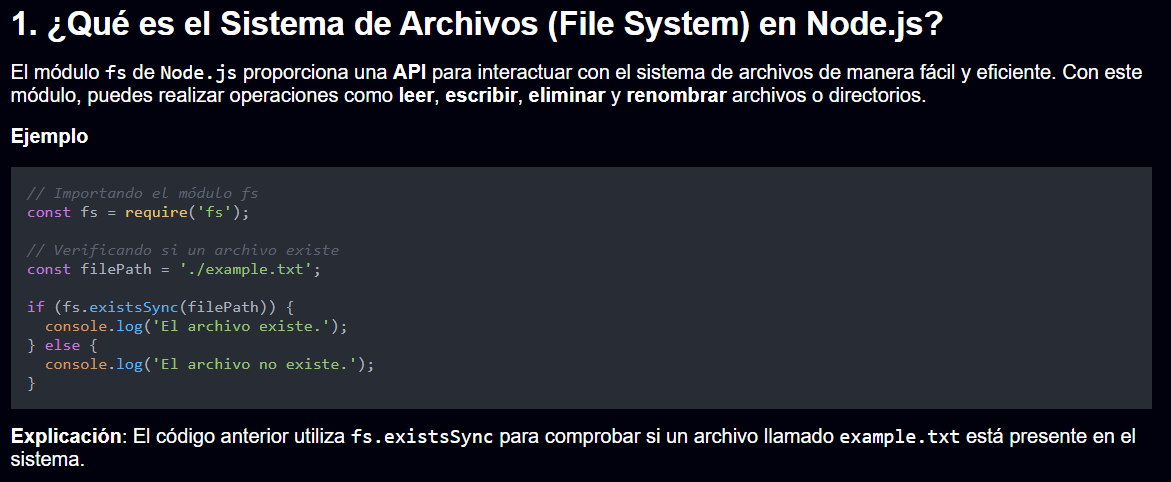 1. ¿Qué es el Sistema de Archivos (File System) en Node.js?
El módulo fs de Node.js proporciona una API para interactuar con el sistema de archivos de manera fácil y eficiente. Con este
módulo, puedes realizar operaciones como leer, escribir, eliminar y renombrar archivos o directorios.
Ejemplo
// Importando el módulo fs
const fs = require('fs');
// Verificando si un archivo existe
const filePath = './example.txt';
if (fs.existsSync(filePath)) {
  console.log('El archivo existe.');
} else {
  console.log('El archivo no existe.');
}
Explicación: El código anterior utiliza fs.existsSync para comprobar si un archivo llamado example.txt está presente en el
sistema.